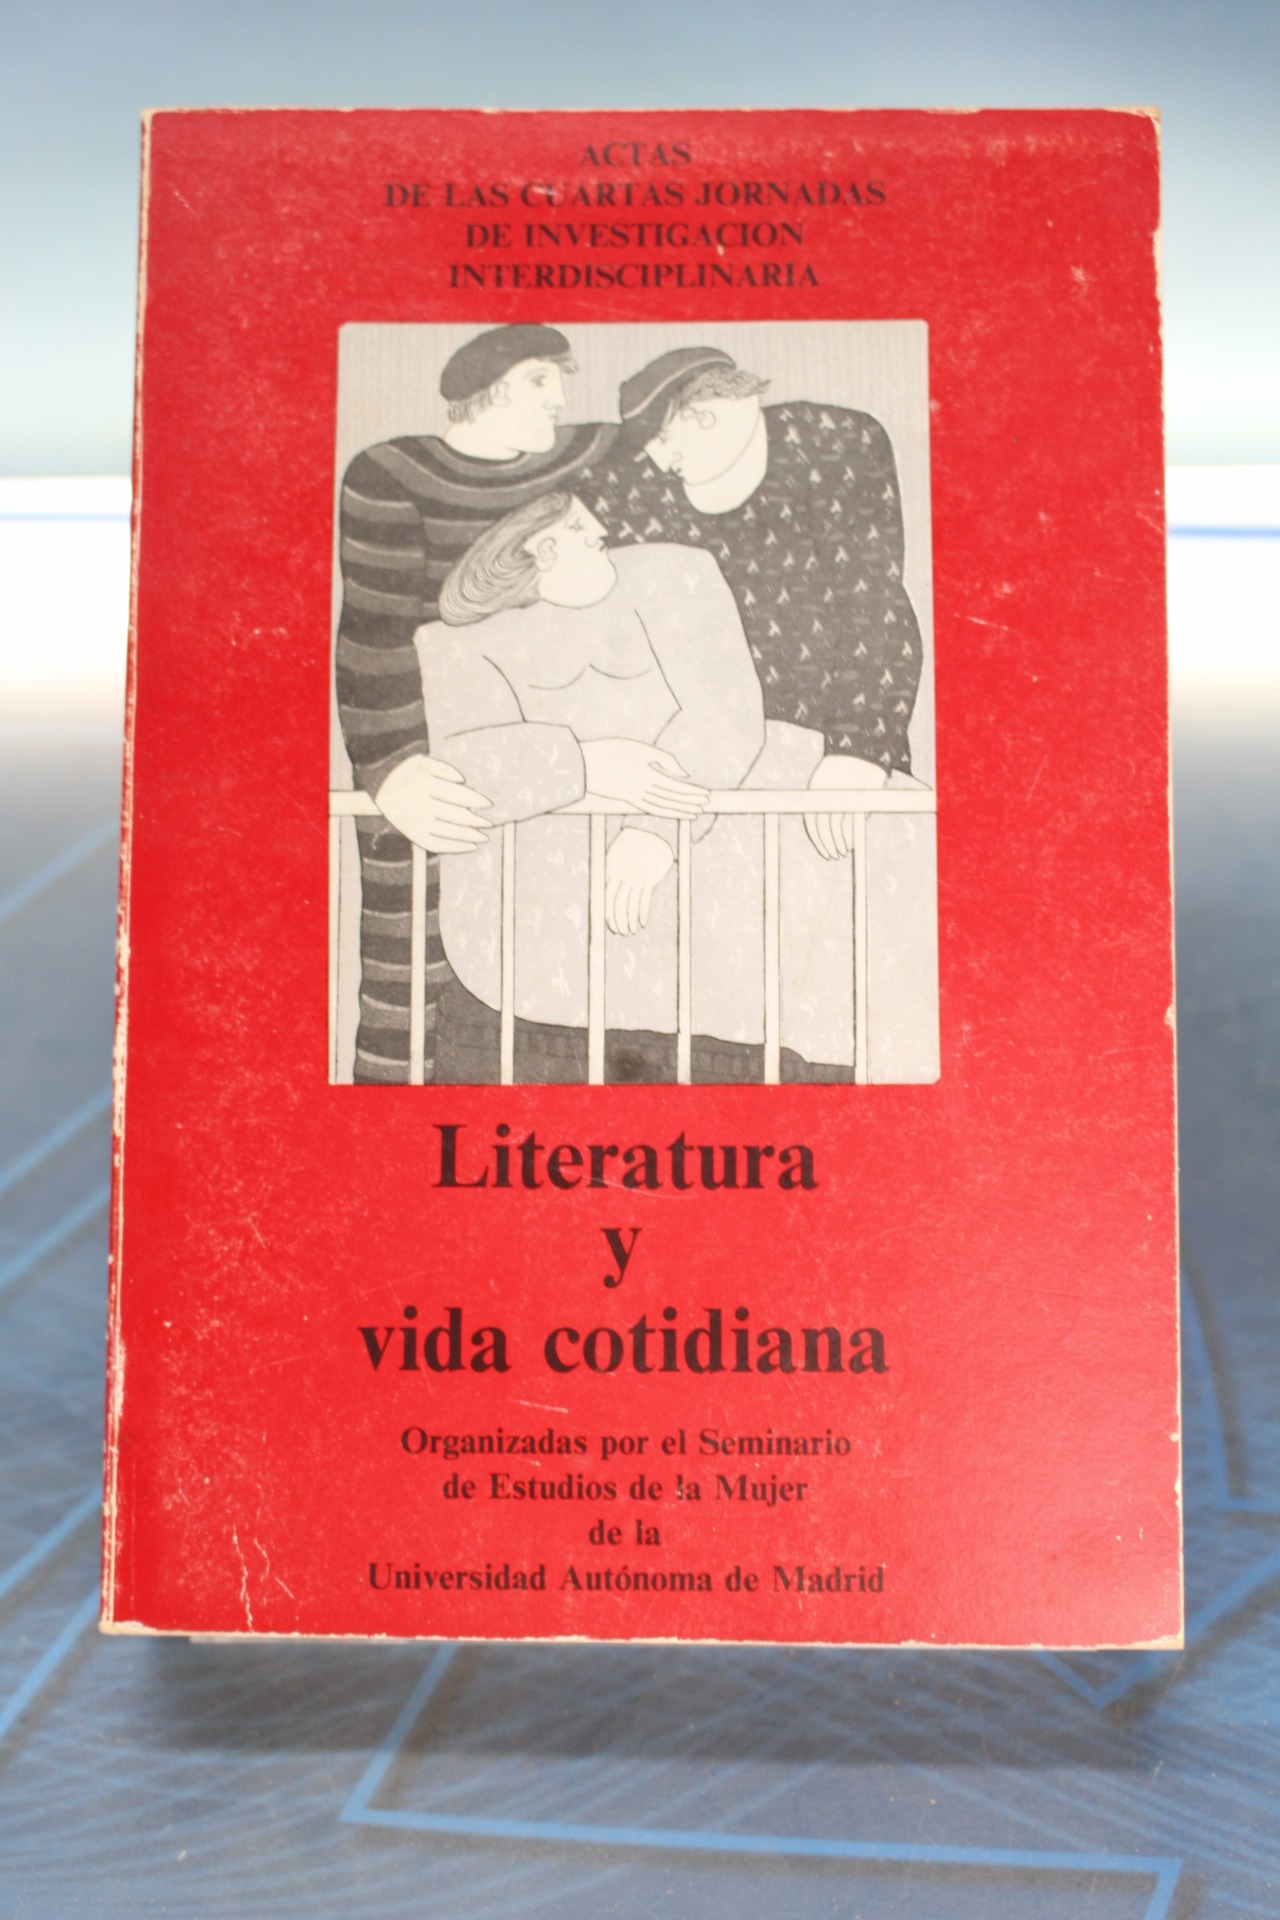 ACTAS
DE LAS CUARTAS JORNADAS
DE INVESTIGACION
INTERDISCIPLINARIA
Literatura
y
vida cotidiana
Organizadas por el Seminario
de Estudios de la Mujer
de la
Universidad Autónoma de Madrid